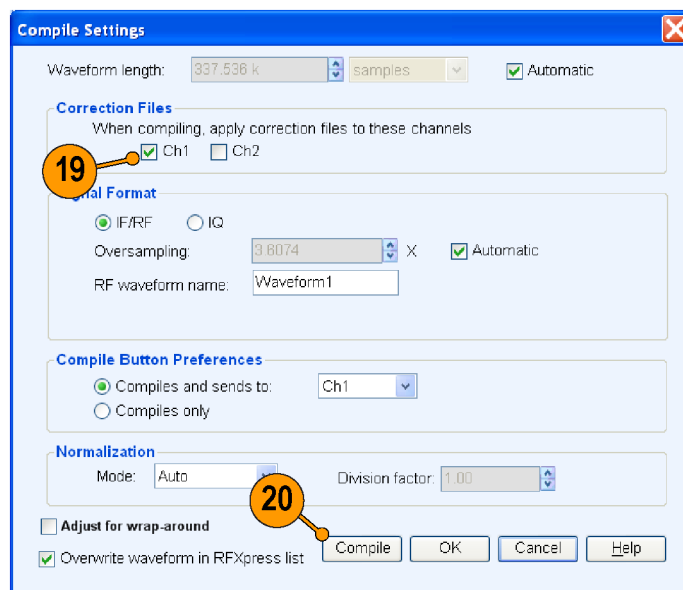 Compile Settings
Waveform length: 337.536 k samples Automatic
Correction Files
When compiling, apply correction files to these channels
19 Ch1 Ch2
nal Format
IF/RF IQ
Oversampling: 3.6074 X Automatic
RF waveform name: Waveform1
Compile Button Preferences
Compiles and sends to: Ch1
Compiles only
Normalization
Mode: Auto Division factor: 1.00
20
Adjust for wrap-around
Overwrite waveform in RFXpress list Compile OK Cancel Help